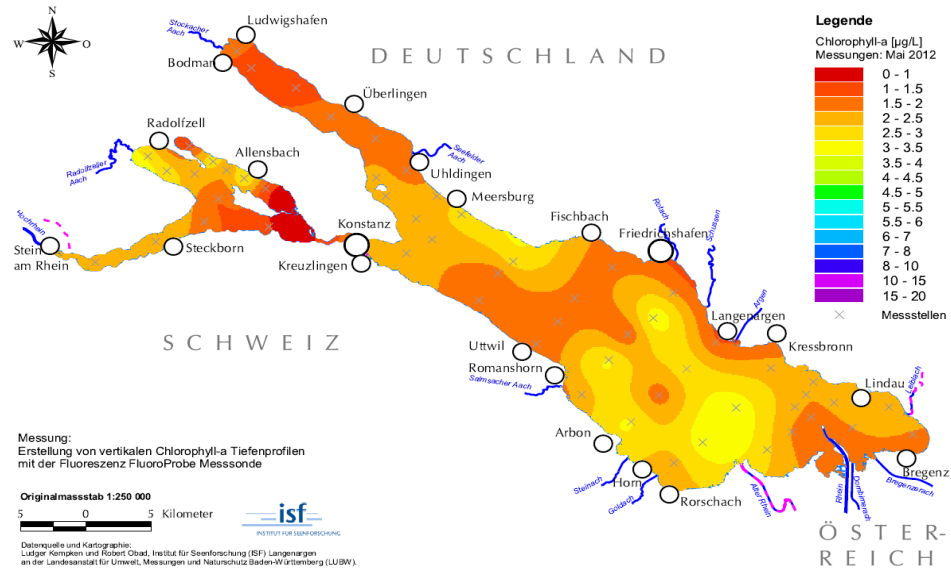 N
W
O
S
Stockacher
Aach
Ludwigshafen
Bodman
DEUTSCHLAND
Überlingen
Radolfzell
Allensbach
Radolfzeller
Aach
Seefelder
Aach
Uhldingen
Meersburg
Hochrhein
Stein
am Rhein
Steckborn
Konstanz
Kreuzlingen
Fischbach
Rotach
Friedrichshafen
Schussen
Argen
Langenargen
Kressbronn
SCHWEIZ
Uttwil
Romanshorn
Salmsacher Aach
Lindau
Leiblach
Arbon
Horn
Steinach
Goldach
Rorschach
Alter Rhein
Rhein
Dornbirnerach
Bregenz
Bregenzerach
ÖSTER-
REICH
Legende
Chlorophyll-a [µg/L]
Messungen: Mai 2012
0 - 1
1 - 1.5
1.5 - 2
2 - 2.5
2.5 - 3
3 - 3.5
3.5 - 4
4 - 4.5
4.5 - 5
5 - 5.5
5.5 - 6
6 - 7
7 - 8
8 - 10
10 - 15
15 - 20
Messstellen
Messung:
Erstellung von vertikalen Chlorophyll-a Tiefenprofilen
mit der Fluoreszenz FluoroProbe Messsonde
Originalmassstab 1:250 000
5 0 5 Kilometer
isf
INSTITUT FÜR SEENFORSCHUNG
Datenquelle und Kartographie:
Ludger Kempken und Robert Obad, Institut für Seenforschung (ISF) Langenargen
an der Landesanstalt für Umwelt, Messungen und Naturschutz Baden-Württemberg (LUBW).